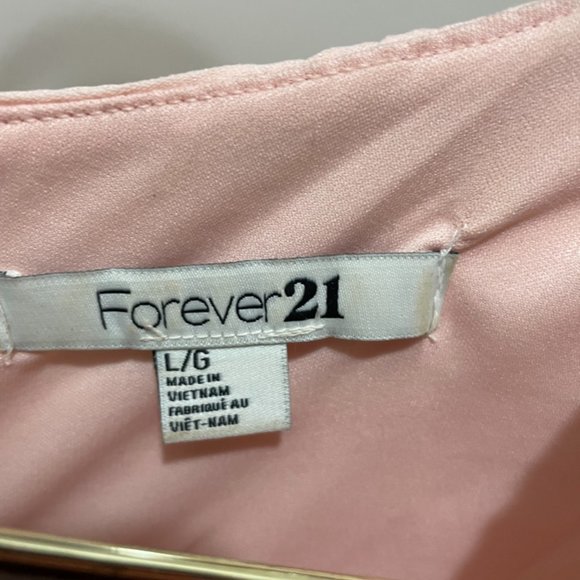 Forever21
L/G
MADE IN
VIETNAM
FABRIQUÉ AU
VIÊT-NAM